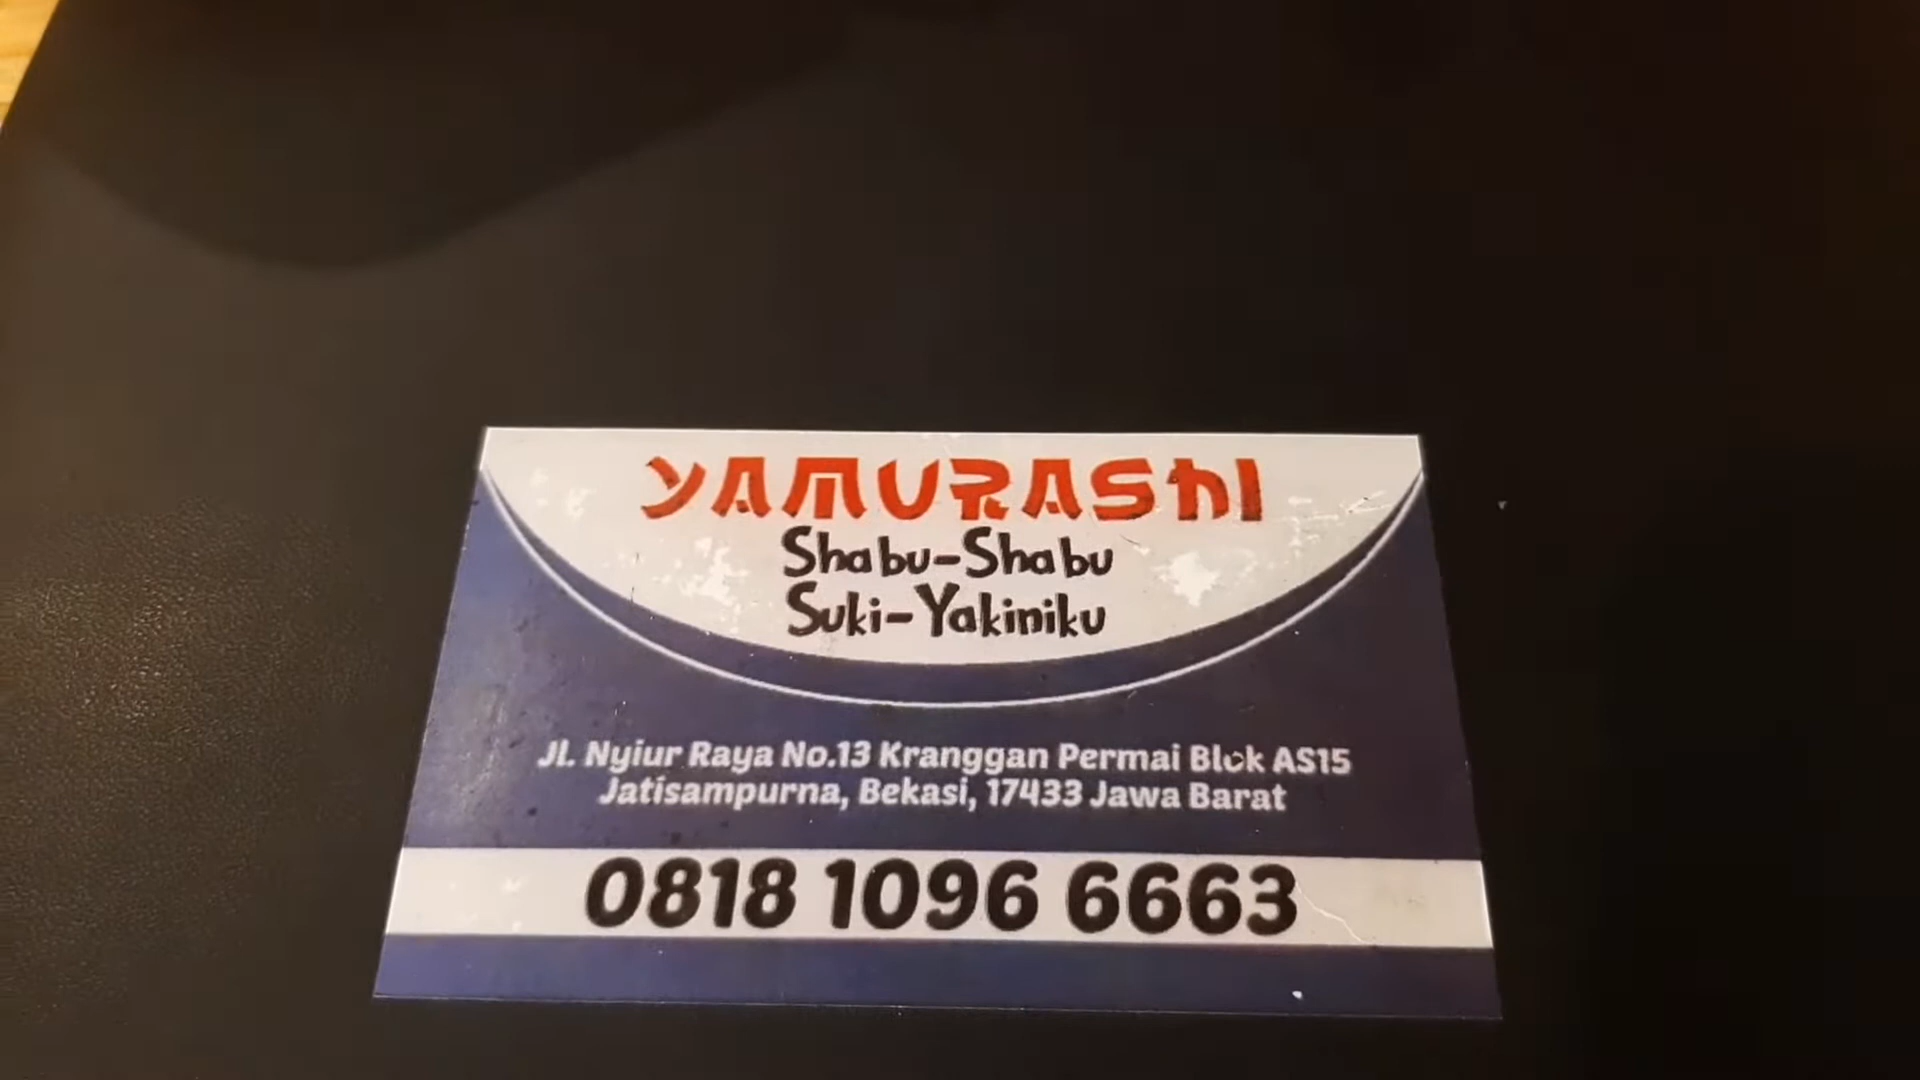 YAMURASHI
Shabu-Shabu
Suki-Yakiniku
Jl. Nyiur Raya No.13 Kranggan Permai Blok AS15
Jatisampurna, Bekasi, 17433 Jawa Barat
0818 1096 6663